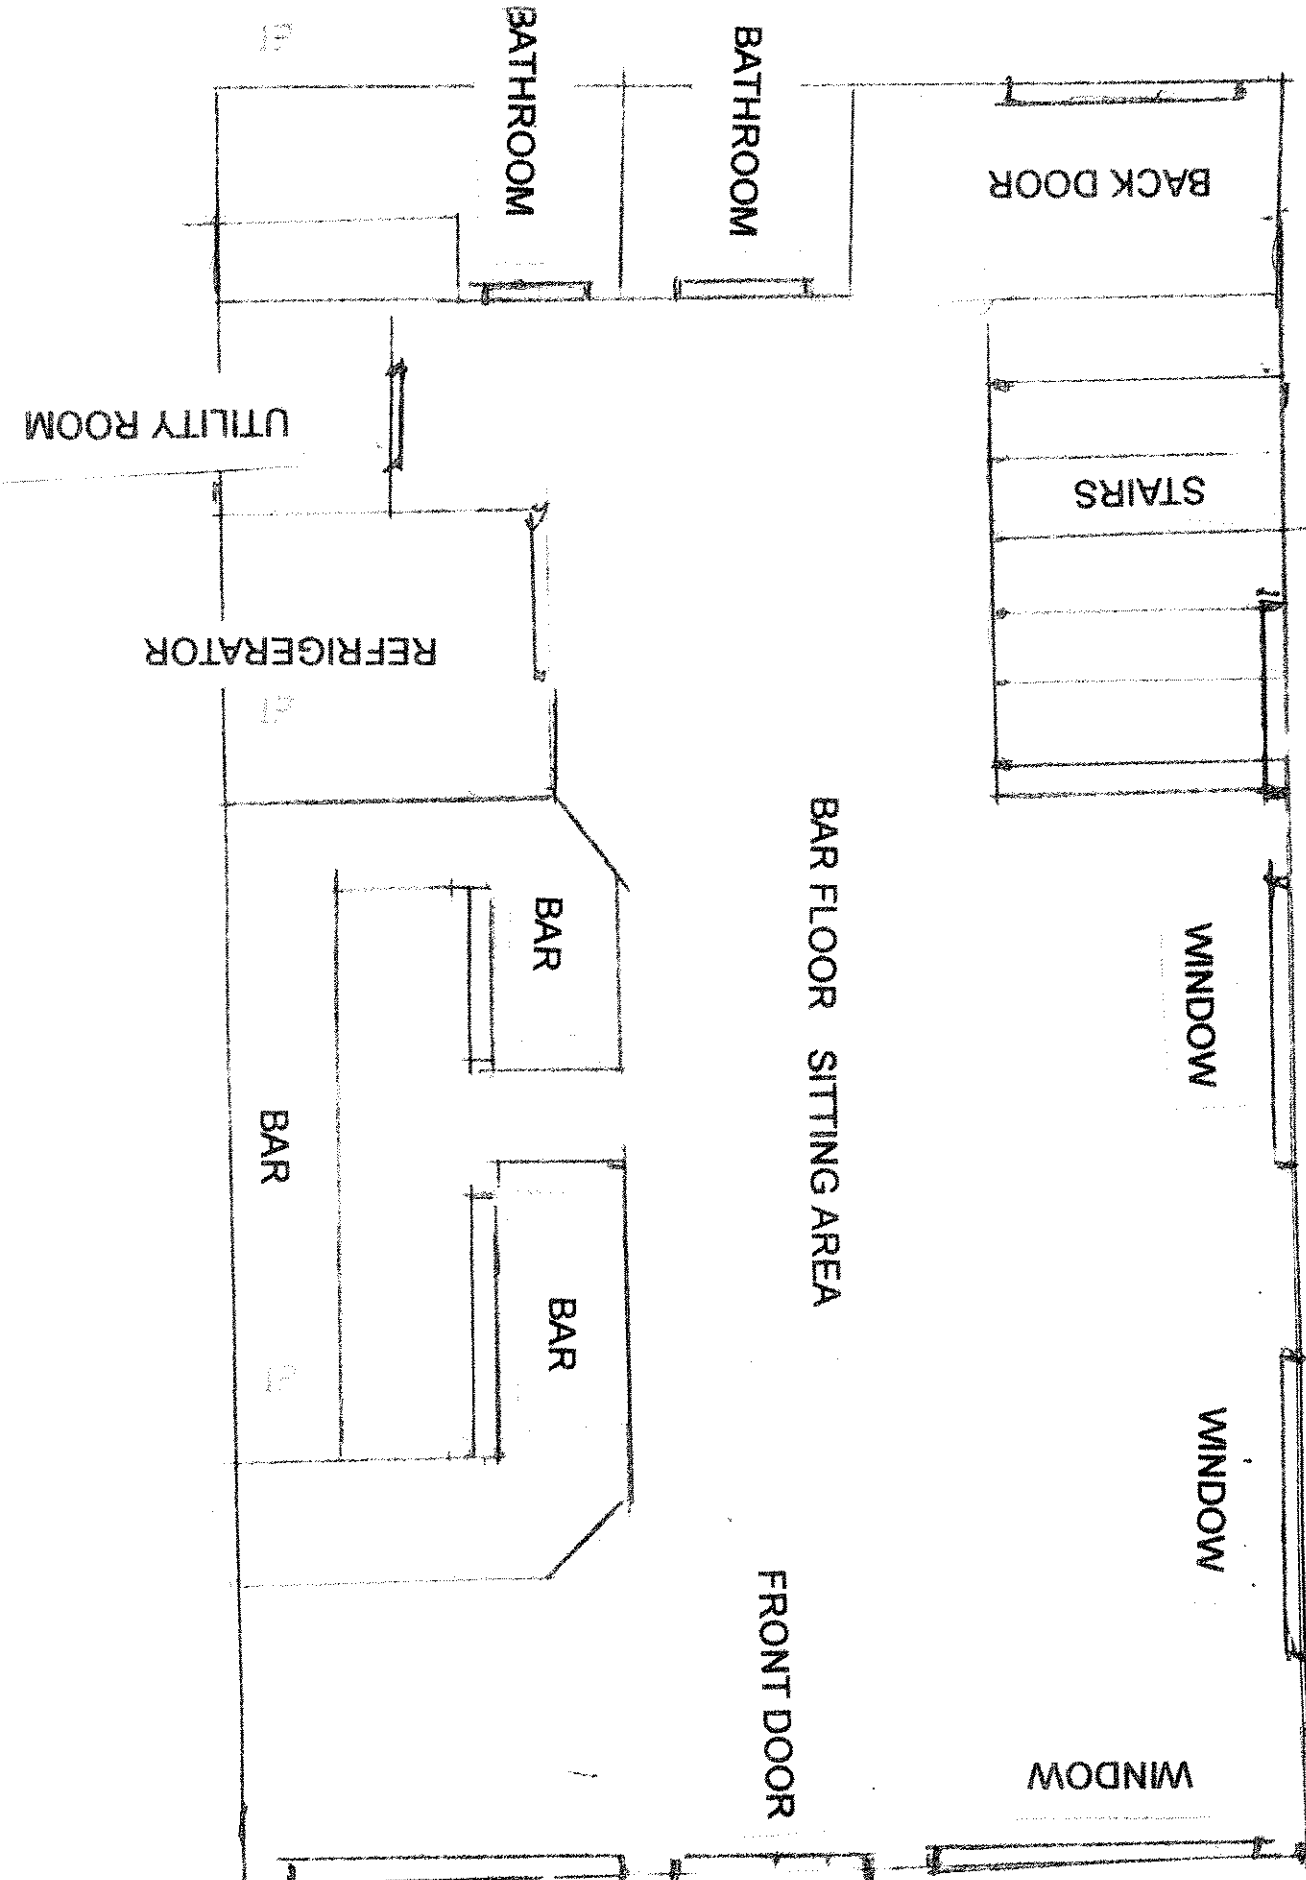 BATHROOM
BATHROOM
BACK DOOR
UTILITY ROOM
STAIRS
REFRIGERATOR
BAR FLOOR SITTING AREA
BAR
WINDOW
BAR
BAR
WINDOW
FRONT DOOR
WINDOW